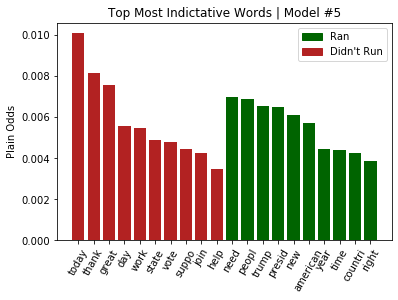 Top Most Indictative Words | Model #5
Ran
Didn't Run
Plain Odds
0.010
0.008
0.006
0.004
0.002
0.000
today
thank
great
day
work
state
vote
suppo
join
help
need
peopl
trump
presid
new
american
year
time
countri
right